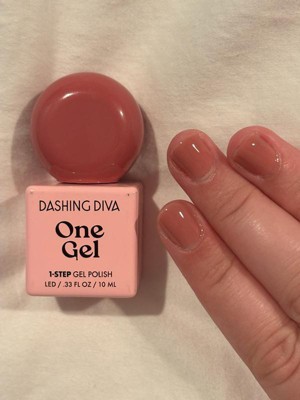 DASHING DIVA
One
Gel
1-STEP GEL POLISH
LED / .33 FL OZ / 10 ML